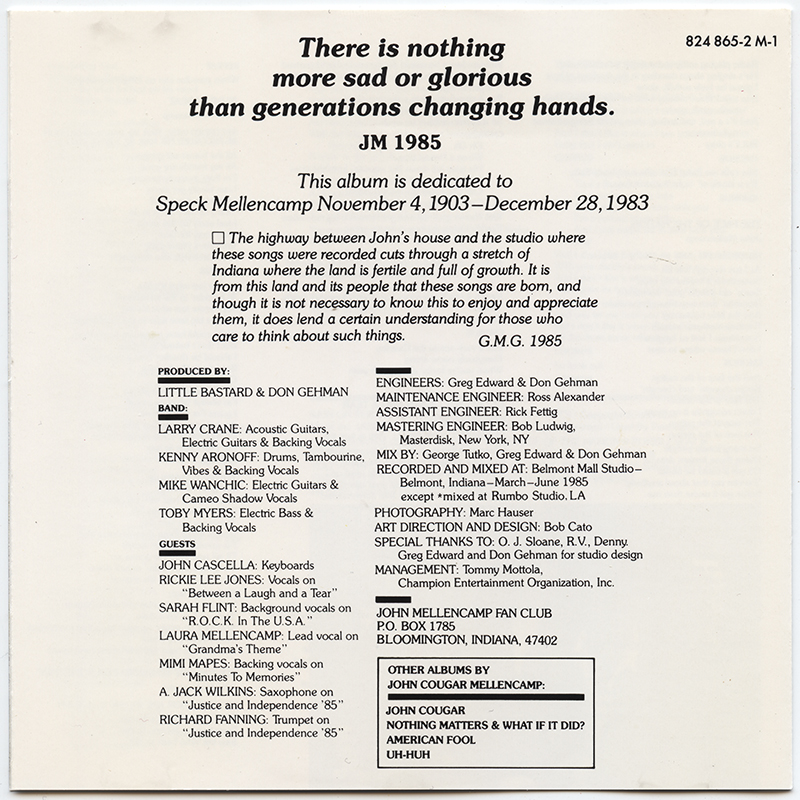 824 865-2 M-1
There is nothing
more sad or glorious
than generations changing hands.
JM 1985
This album is dedicated to
Speck Mellencamp November 4, 1903–December 28, 1983
□ The highway between John's house and the studio where
these songs were recorded cuts through a stretch of
Indiana where the land is fertile and full of growth. It is
from this land and its people that these songs are born, and
though it is not necessary to know this to enjoy and appreciate
them, it does lend a certain understanding for those who
care to think about such things.
G.M.G. 1985
PRODUCED BY:
LITTLE BASTARD & DON GEHMAN
BAND:
LARRY CRANE: Acoustic Guitars,
Electric Guitars & Backing Vocals
KENNY ARONOFF: Drums, Tambourine,
Vibes & Backing Vocals
MIKE WANCHIC: Electric Guitars &
Cameo Shadow Vocals
TOBY MYERS: Electric Bass &
Backing Vocals
GUESTS
JOHN CASCELLA: Keyboards
RICKIE LEE JONES: Vocals on
"Between a Laugh and a Tear"
SARAH FLINT: Background vocals on
"R.O.C.K. In The U.S.A."
LAURA MELLENCAMP: Lead vocal on
"Grandma's Theme"
MIMI MAPES: Backing vocals on
"Minutes To Memories"
A. JACK WILKINS: Saxophone on
"Justice and Independence '85"
RICHARD FANNING: Trumpet on
"Justice and Independence '85"
ENGINEERS: Greg Edward & Don Gehman
MAINTENANCE ENGINEER: Ross Alexander
ASSISTANT ENGINEER: Rick Fettig
MASTERING ENGINEER: Bob Ludwig,
Masterdisk, New York, NY
MIX BY: George Tutko, Greg Edward & Don Gehman
RECORDED AND MIXED AT: Belmont Mall Studio–
Belmont, Indiana–March–June 1985
except *mixed at Rumbo Studio. LA
PHOTOGRAPHY: Marc Hauser
ART DIRECTION AND DESIGN: Bob Cato
SPECIAL THANKS TO: O. J. Sloane, R.V., Denny.
Greg Edward and Don Gehman for studio design
MANAGEMENT: Tommy Mottola,
Champion Entertainment Organization, Inc.
JOHN MELLENCAMP FAN CLUB
P.O. BOX 1785
BLOOMINGTON, INDIANA, 47402
OTHER ALBUMS BY
JOHN COUGAR MELLENCAMP:
JOHN COUGAR
NOTHING MATTERS & WHAT IF IT DID?
AMERICAN FOOL
UH-HUH